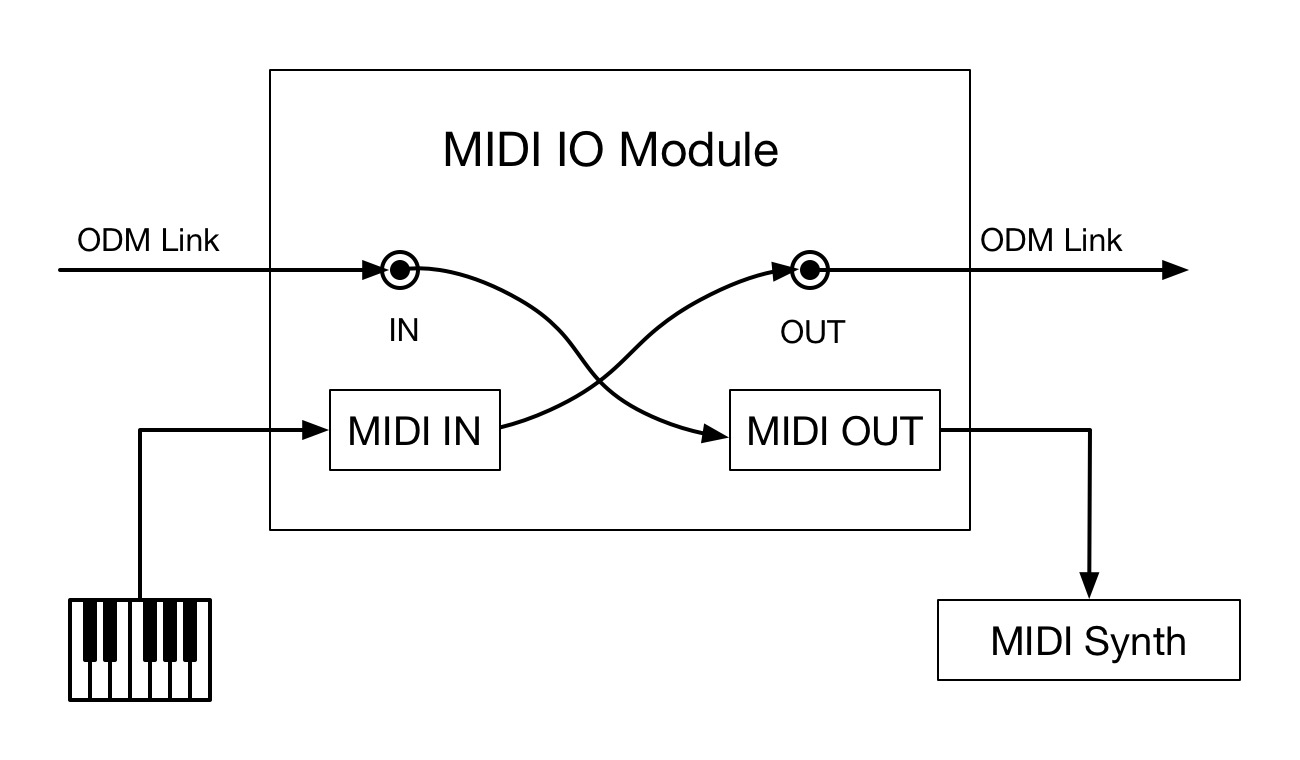 MIDI IO Module
ODM Link
ODM Link
IN
OUT
MIDI IN
MIDI OUT
MIDI Synth